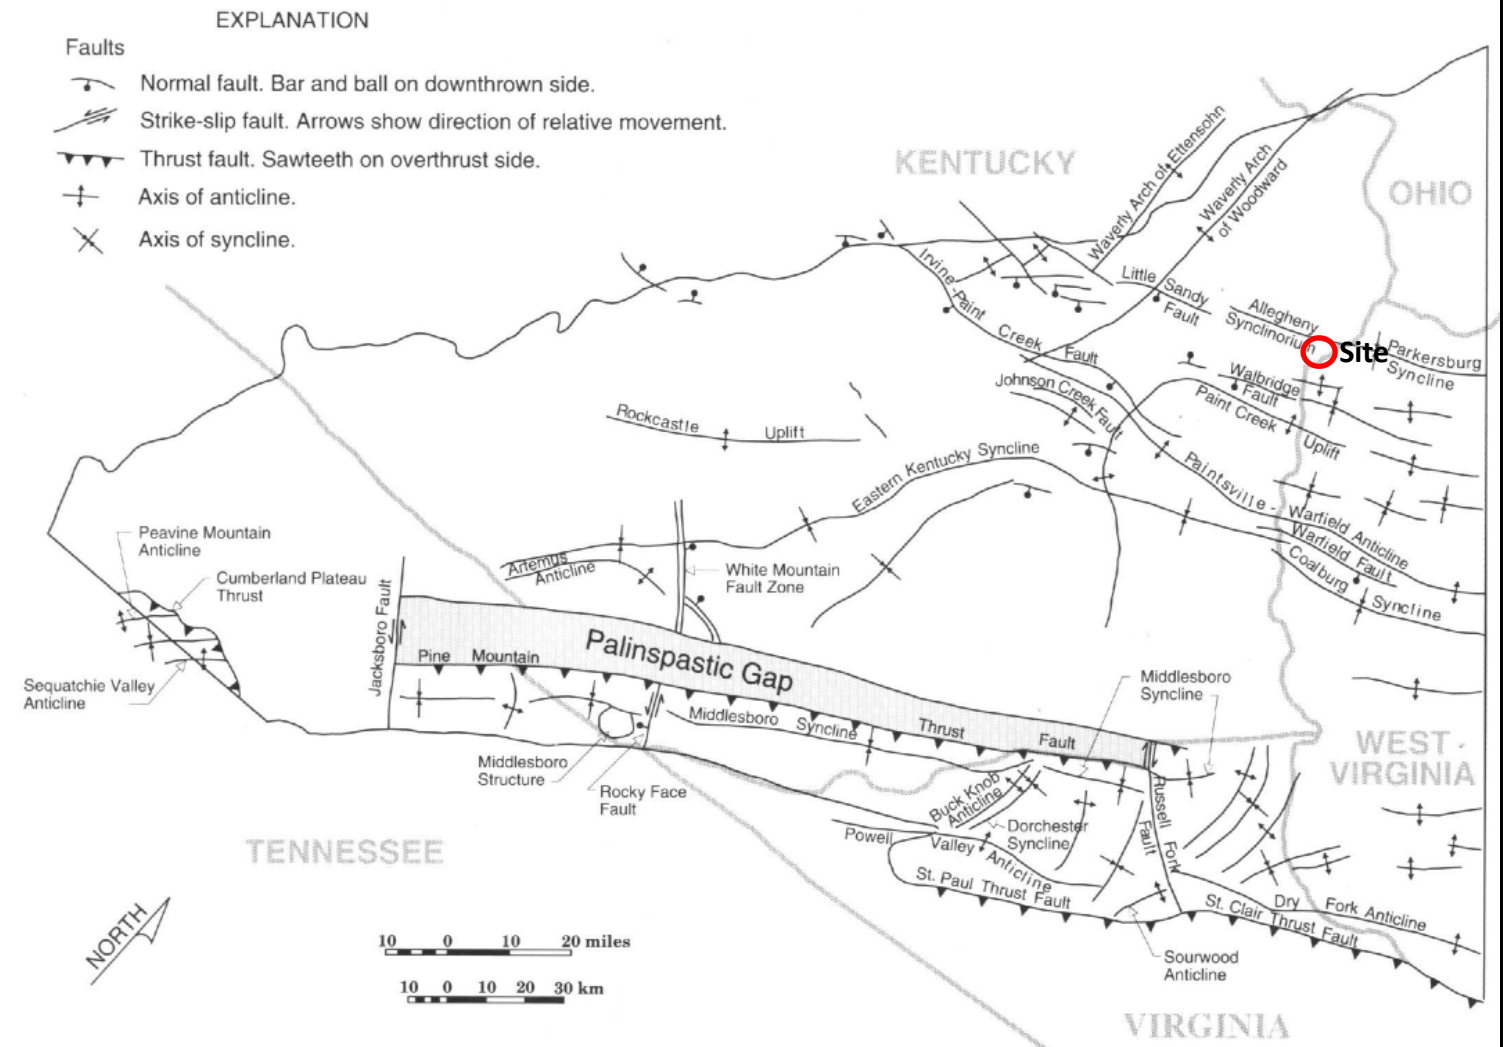 EXPLANATION
Faults
Normal fault. Bar and ball on downthrown side.
Strike-slip fault. Arrows show direction of relative movement.
Thrust fault. Sawteeth on overthrust side.
Axis of anticline.
Axis of syncline.
KENTUCKY
OHIO
Waverly Arch of Ettensohn
Waverly Arch
of Woodward
Irvine-Paint Creek Fault
Little Sandy
Fault
Allegheny
Synclinorium
Site
Parkersburg
Syncline
Walbridge
Fault
Paint Creek
Uplift
Johnson Creek Fault
Rockcastle Uplift
Eastern Kentucky Syncline
Paintsville-Warfield Anticline
Warfield Fault
Coalburg Syncline
Peavine Mountain
Anticline
Cumberland Plateau
Thrust
Artemus
Anticline
White Mountain
Fault Zone
Jacksboro Fault
Palinspastic Gap
Pine Mountain Thrust Fault
Sequatchie Valley
Anticline
Middlesboro
Syncline
Middlesboro Syncline
Middlesboro
Structure
Rocky Face
Fault
WEST
VIRGINIA
Buck Knob
Anticline
Dorchester
Syncline
Russell Fork
Fault
Powell Valley Anticline
St. Paul Thrust Fault
Dry Fork Anticline
St. Clair Thrust Fault
Sourwood
Anticline
TENNESSEE
NORTH
10 0 10 20 miles
10 0 10 20 30 km
VIRGINIA